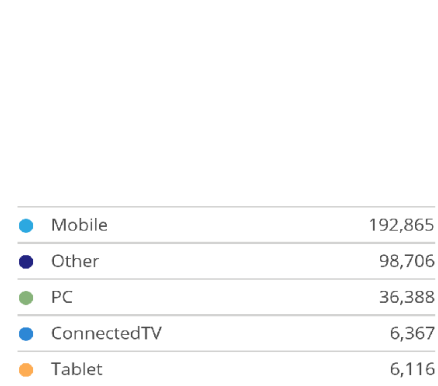 Mobile 192,865
Other 98,706
PC 36,388
ConnectedTV 6,367
Tablet 6,116